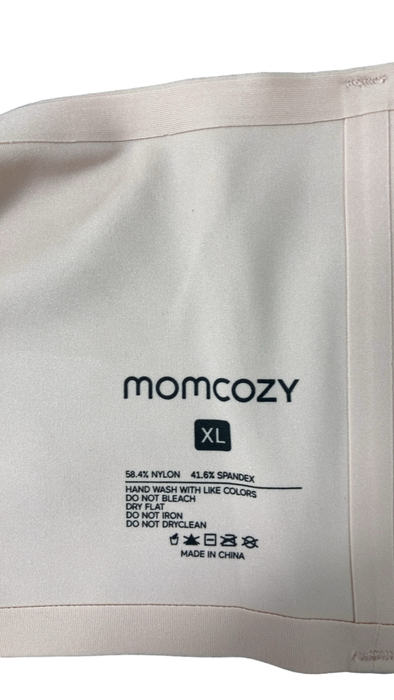 momcozy
XL
58.4% NYLON 41.6% SPANDEX
HAND WASH WITH LIKE COLORS
DO NOT BLEACH
DRY FLAT
DO NOT IRON
DO NOT DRYCLEAN
MADE IN CHINA